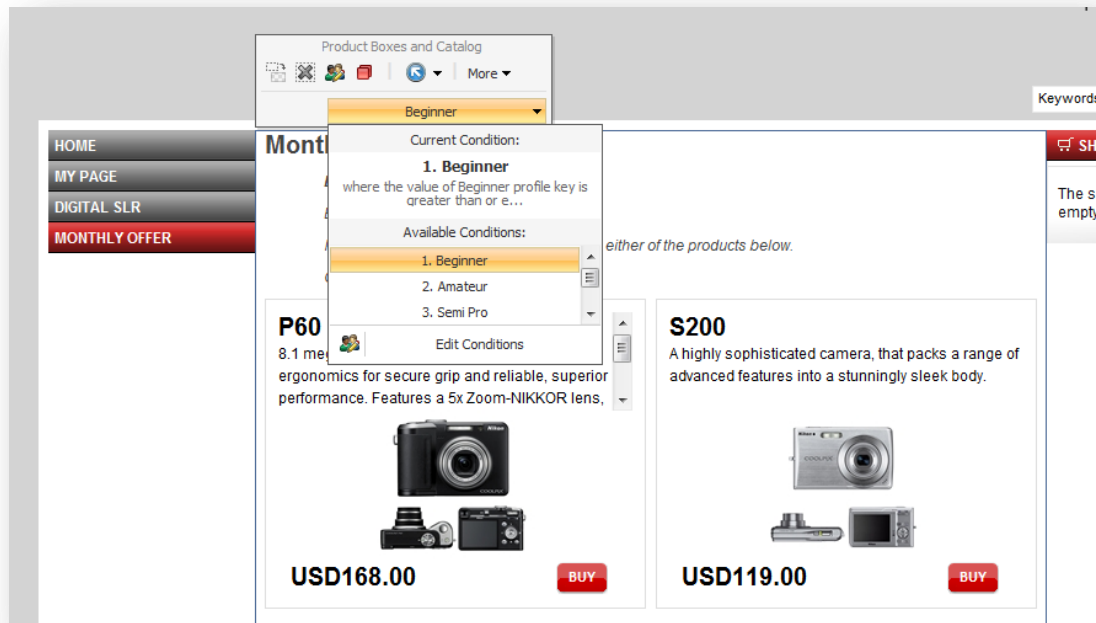 Product Boxes and Catalog
More
Beginner
Keywords
HOME
MY PAGE
DIGITAL SLR
MONTHLY OFFER
Current Condition:
1. Beginner
where the value of Beginner profile key is
greater than or e...
Available Conditions:
1. Beginner
2. Amateur
3. Semi Pro
Edit Conditions
either of the products below.
The s
empty
P60
8.1
ergonomics for secure grip and reliable, superior
performance. Features a 5x Zoom-NIKKOR lens,
Nikon
COOLPIX
USD168.00
BUY
S200
A highly sophisticated camera, that packs a range of
advanced features into a stunningly sleek body.
Nikon
COOLPIX
USD119.00
BUY